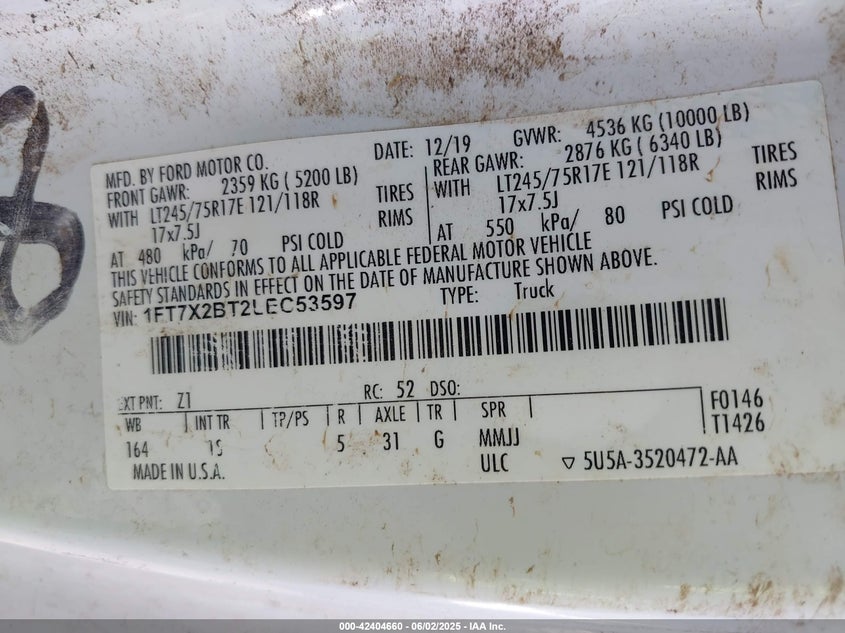 8
MFD. BY FORD MOTOR CO. DATE: 12/19 GVWR: 4536 KG (10000 LB)
FRONT GAWR: 2359 KG ( 5200 LB) REAR GAWR: 2876 KG ( 6340 LB)
WITH LT245/75R17E 121/118R TIRES WITH LT245/75R17E 121/118R TIRES
17x7.5J RIMS 17x7.5J RIMS
AT 480 kPa/ 70 PSI COLD AT 550 kPa/ 80 PSI COLD
THIS VEHICLE CONFORMS TO ALL APPLICABLE FEDERAL MOTOR VEHICLE
SAFETY STANDARDS IN EFFECT ON THE DATE OF MANUFACTURE SHOWN ABOVE.
VIN: 1FT7X2BT2LEC53597 TYPE: Truck
EXT PNT: Z1 RC: 52 DSO:
WB INT TR TP/PS R AXLE TR SPR F0146
164 1S 5 31 G MMJJ T1426
MADE IN U.S.A. ULC ▽ 5U5A-3520472-AA
000-42404660 - 06/02/2025 - IAA Inc.